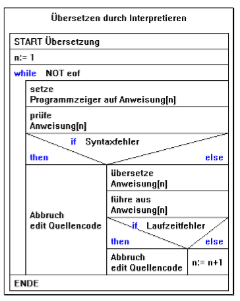 Übersetzen durch Interpretieren
START Übersetzung
n:= 1
while NOT eof
setze
Programmzeiger auf Anweisung[n]
prüfe
Anweisung[n]
if Syntaxfehler
then else
Abbruch
edit Quellencode
übersetze
Anweisung[n]
führe aus
Anweisung[n]
if Laufzeitfehler
then else
Abbruch
edit Quellencode
n:= n+1
ENDE